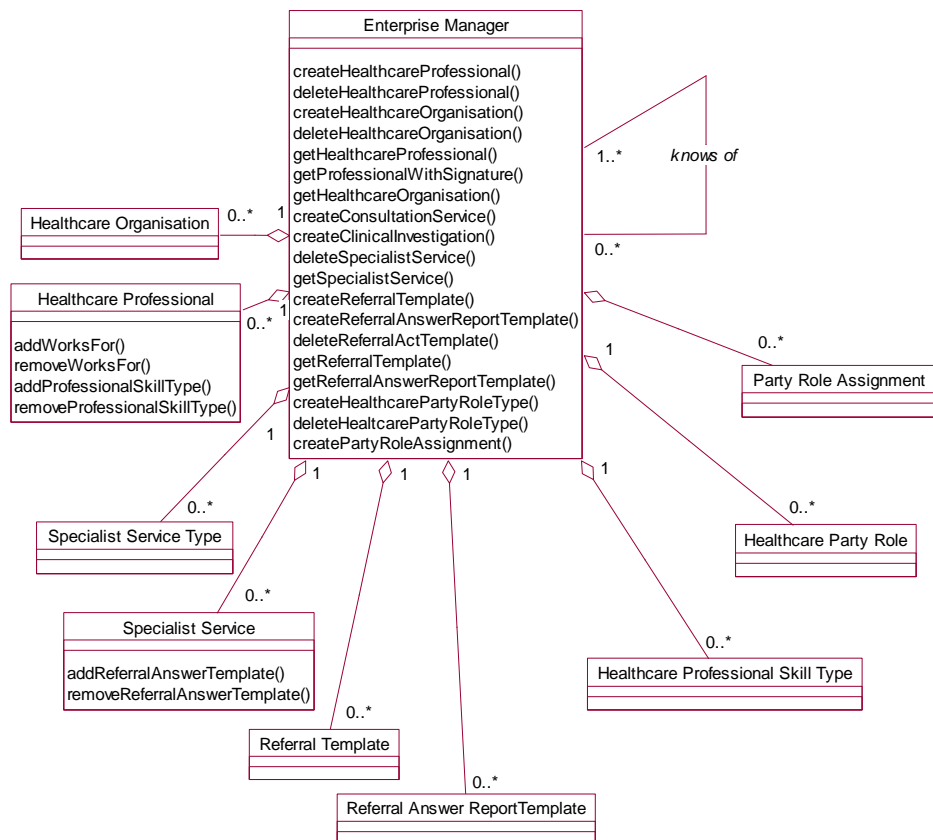 Enterprise Manager
createHealthcareProfessional()
deleteHealthcareProfessional()
createHealthcareOrganisation()
deleteHealthcareOrganisation()
getHealthcareProfessional()
getProfessionalWithSignature()
getHealthcareOrganisation()
createConsultationService()
createClinicalInvestigation()
deleteSpecialistService()
getSpecialistService()
createReferralTemplate()
createReferralAnswerReportTemplate()
deleteReferralActTemplate()
getReferralTemplate()
getReferralAnswerReportTemplate()
createHealthcarePartyRoleType()
deleteHealtcarePartyRoleType()
createPartyRoleAssignment()
1..*
knows of
0..*
Healthcare Organisation
0..*
1
Healthcare Professional
addWorksFor()
removeWorksFor()
addProfessionalSkillType()
removeProfessionalSkillType()
0..*
1
Specialist Service Type
0..*
1
Specialist Service
addReferralAnswerTemplate()
removeReferralAnswerTemplate()
0..*
1
Referral Template
0..*
1
Referral Answer ReportTemplate
0..*
1
Healthcare Professional Skill Type
0..*
1
Healthcare Party Role
0..*
1
Party Role Assignment
0..*
1